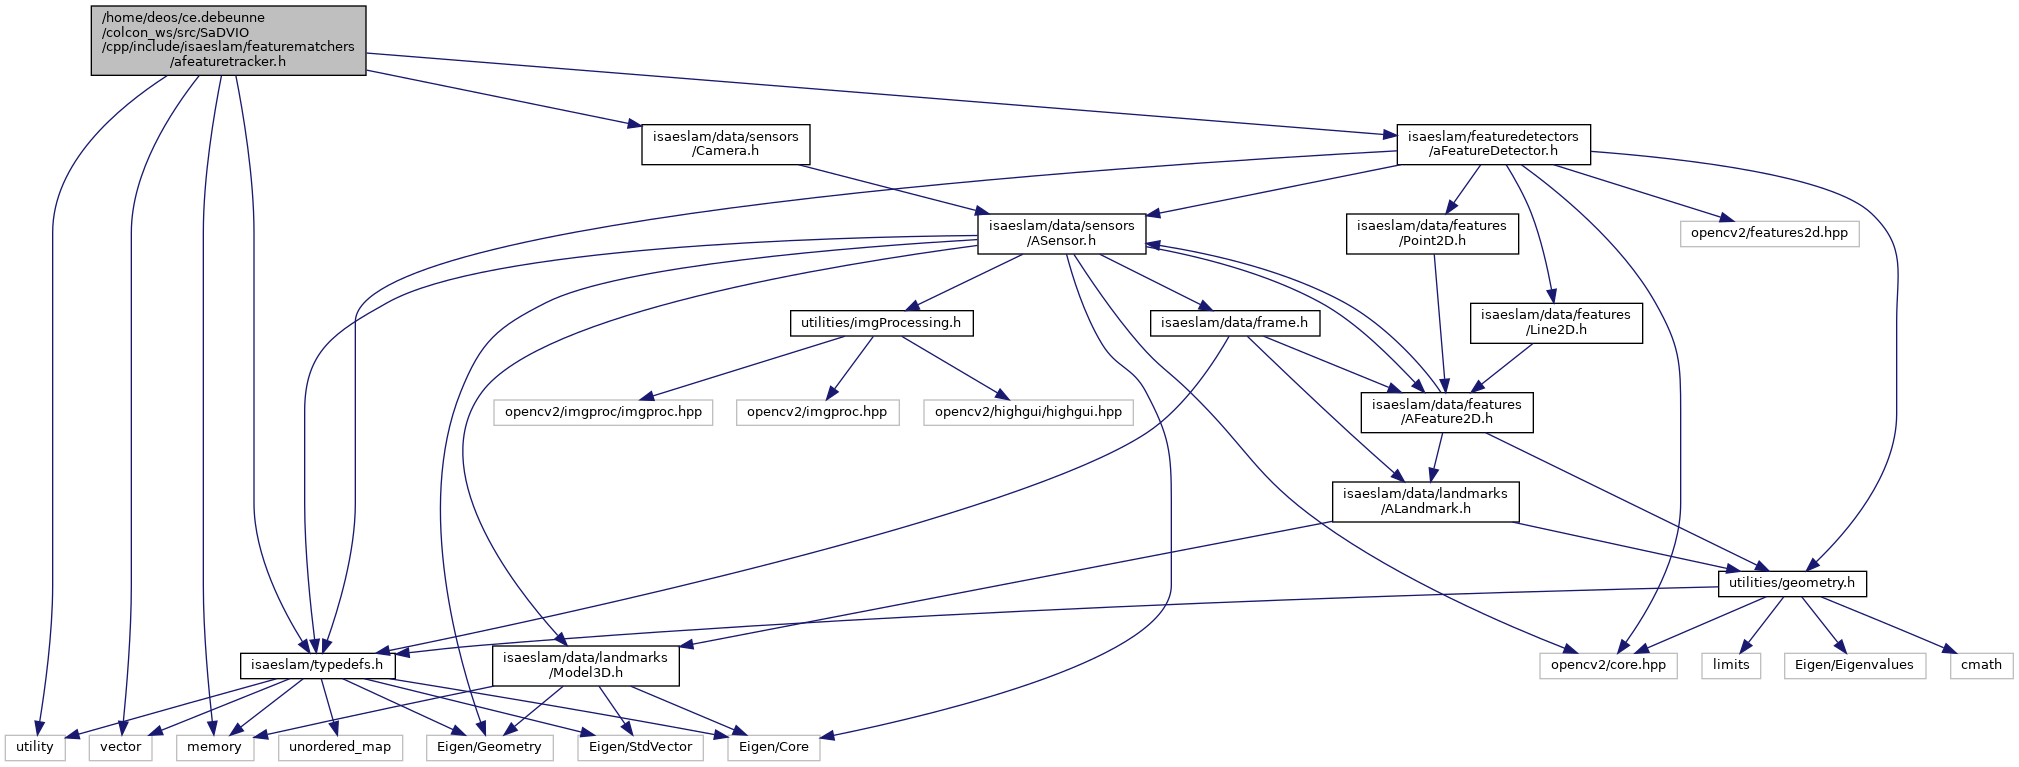 /home/deos/ce.debeunne
/colcon_ws/src/SaDVIO
/cpp/include/isaeslam/featurematchers
/afeaturetracker.h
isaeslam/data/sensors
/Camera.h
isaeslam/featuredetectors
/aFeatureDetector.h
isaeslam/data/sensors
/ASensor.h
isaeslam/data/features
/Point2D.h
opencv2/features2d.hpp
utilities/imgProcessing.h
isaeslam/data/frame.h
isaeslam/data/features
/Line2D.h
opencv2/imgproc/imgproc.hpp
opencv2/imgproc.hpp
opencv2/highgui/highgui.hpp
isaeslam/data/features
/AFeature2D.h
isaeslam/data/landmarks
/ALandmark.h
utilities/geometry.h
isaeslam/typedefs.h
isaeslam/data/landmarks
/Model3D.h
opencv2/core.hpp
limits
Eigen/Eigenvalues
cmath
utility
vector
memory
unordered_map
Eigen/Geometry
Eigen/StdVector
Eigen/Core